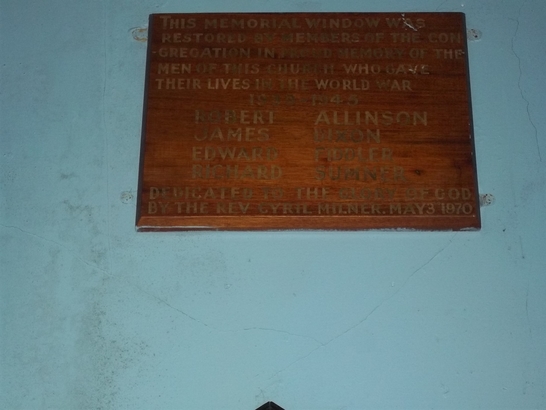 THIS MEMORIAL WINDOW WAS
RESTORED BY MEMBERS OF THE CON
-GREGATION IN PROUD MEMORY OF THE
MEN OF THIS CHURCH WHO GAVE
THEIR LIVES IN THE WORLD WAR
1939-1945
ROBERT ALLINSON
JAMES DIXON
EDWARD
RICHARD
DEDICATED TO THE GLORY OF GOD
BY THE REV CYRIL MILNER. MAY 3 1970